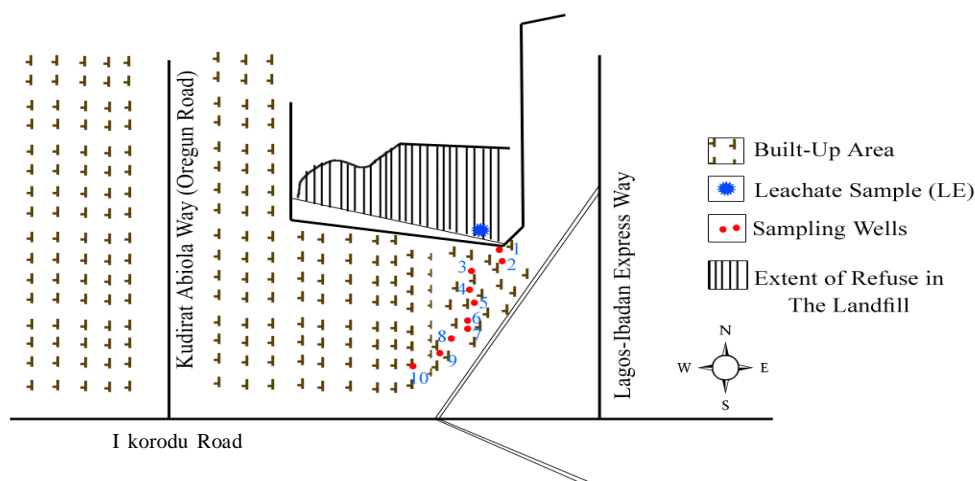 Kudirat Abiola Way (Oregun Road)
Lagos-Ibadan Express Way
I korodu Road
1
2
3
4
5
6
7
8
9
10
Built-Up Area
Leachate Sample (LE)
Sampling Wells
Extent of Refuse in
The Landfill
N
W E
S